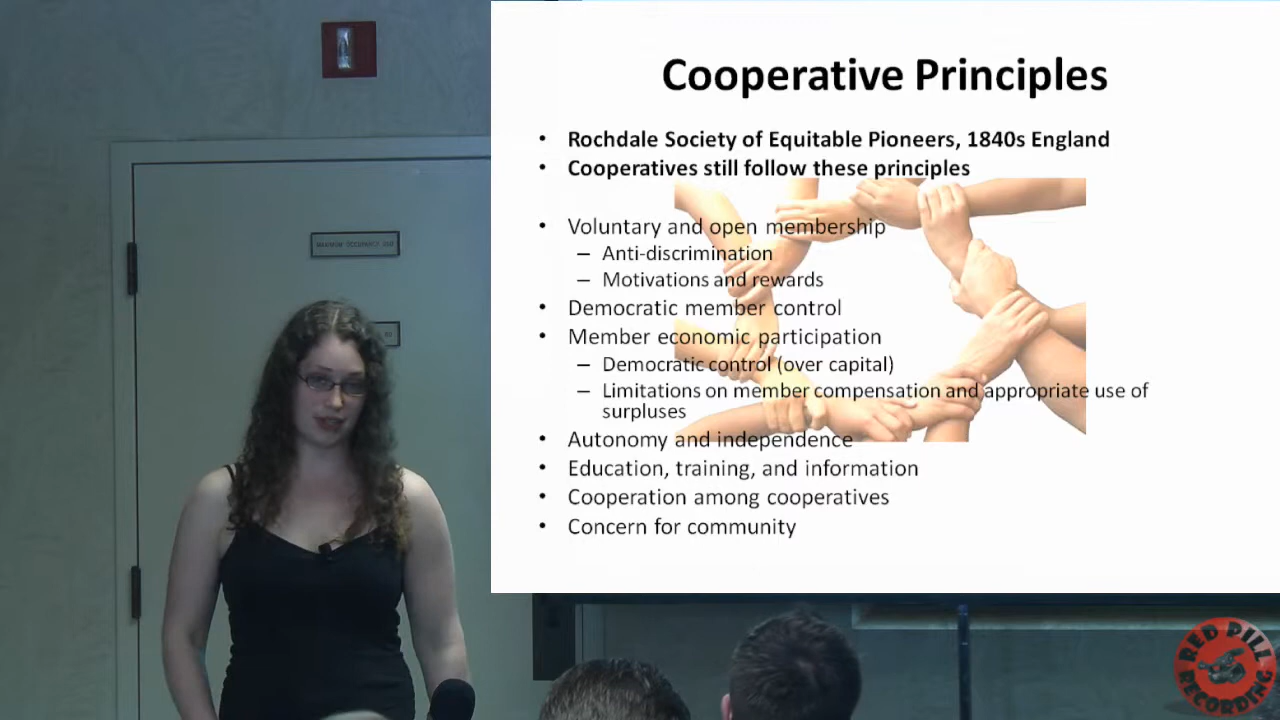 Cooperative Principles
• Rochdale Society of Equitable Pioneers, 1840s England
• Cooperatives still follow these principles
• Voluntary and open membership
– Anti-discrimination
– Motivations and rewards
• Democratic member control
• Member economic participation
– Democratic control (over capital)
– Limitations on member compensation and appropriate use of
surpluses
• Autonomy and independence
• Education, training, and information
• Cooperation among cooperatives
• Concern for community
MAXIMUM OCCUPANCY
RED PILL
RECORDING